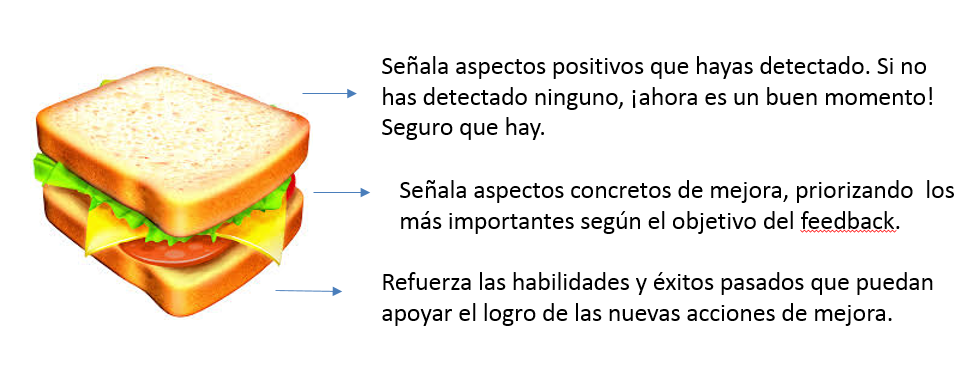 Señala aspectos positivos que hayas detectado. Si no
has detectado ninguno, ¡ahora es un buen momento!
Seguro que hay.
Señala aspectos concretos de mejora, priorizando  los
más importantes según el objetivo del feedback.
Refuerza las habilidades y éxitos pasados que puedan
apoyar el logro de las nuevas acciones de mejora.